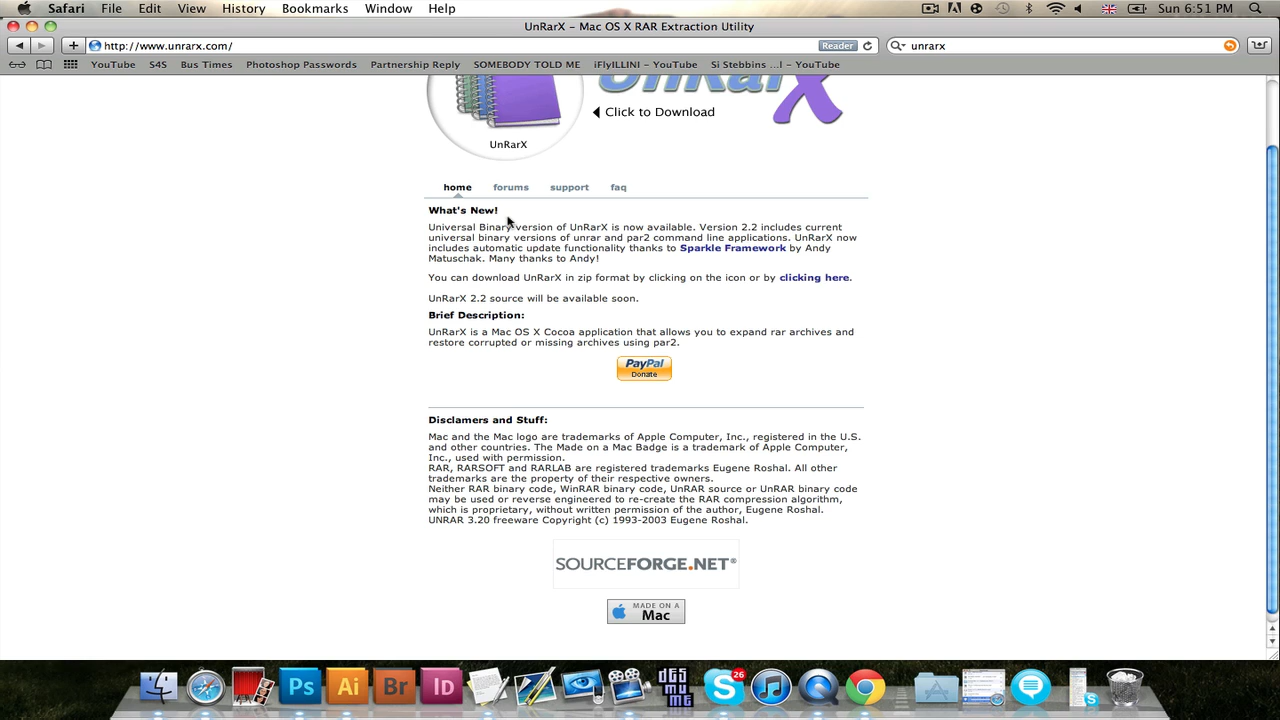 Safari File Edit View History Bookmarks Window Help Sun 6:51 PM
UnRarX – Mac OS X RAR Extraction Utility
http://www.unrarx.com/ Reader unrarx
YouTube S4S Bus Times Photoshop Passwords Partnership Reply SOMEBODY TOLD ME iFlyILLINI – YouTube Si Stebbins ...l – YouTube
UnRarX
Click to Download
UnRarX
home forums support faq
What's New!
Universal Binary version of UnRarX is now available. Version 2.2 includes current
universal binary versions of unrar and par2 command line applications. UnRarX now
includes automatic update functionality thanks to Sparkle Framework by Andy
Matuschak. Many thanks to Andy!
You can download UnRarX in zip format by clicking on the icon or by clicking here.
UnRarX 2.2 source will be available soon.
Brief Description:
UnRarX is a Mac OS X Cocoa application that allows you to expand rar archives and
restore corrupted or missing archives using par2.
PayPal
Donate
Disclamers and Stuff:
Mac and the Mac logo are trademarks of Apple Computer, Inc., registered in the U.S.
and other countries. The Made on a Mac Badge is a trademark of Apple Computer,
Inc., used with permission.
RAR, RARSOFT and RARLAB are registered trademarks Eugene Roshal. All other
trademarks are the property of their respective owners.
Neither RAR binary code, WinRAR binary code, UnRAR source or UnRAR binary code
may be used or reverse engineered to re-create the RAR compression algorithm,
which is proprietary, without written permission of the author, Eugene Roshal.
UNRAR 3.20 freeware Copyright (c) 1993-2003 Eugene Roshal.
SOURCEFORGE.NET®
MADE ON A
Mac
Ps Ai Br Id 26